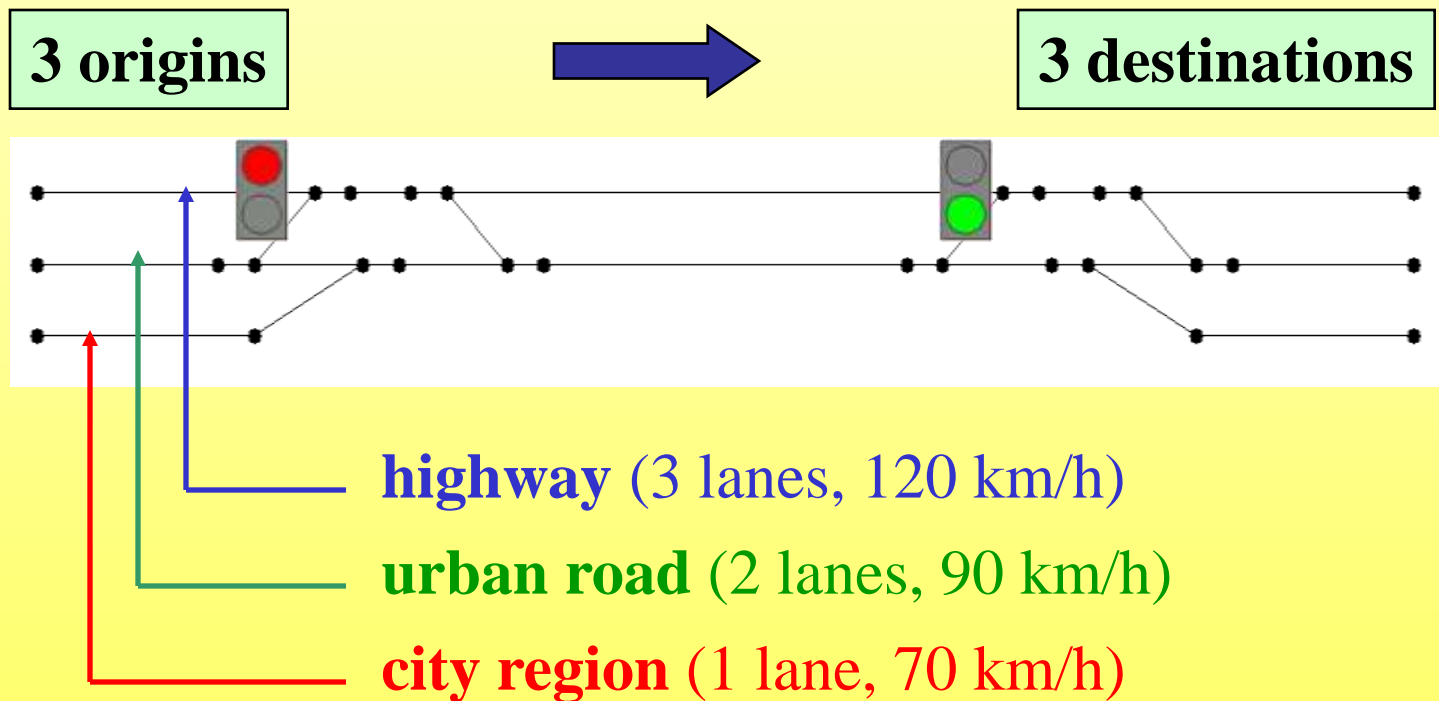 3 origins
3 destinations
highway (3 lanes, 120 km/h)
urban road (2 lanes, 90 km/h)
city region (1 lane, 70 km/h)